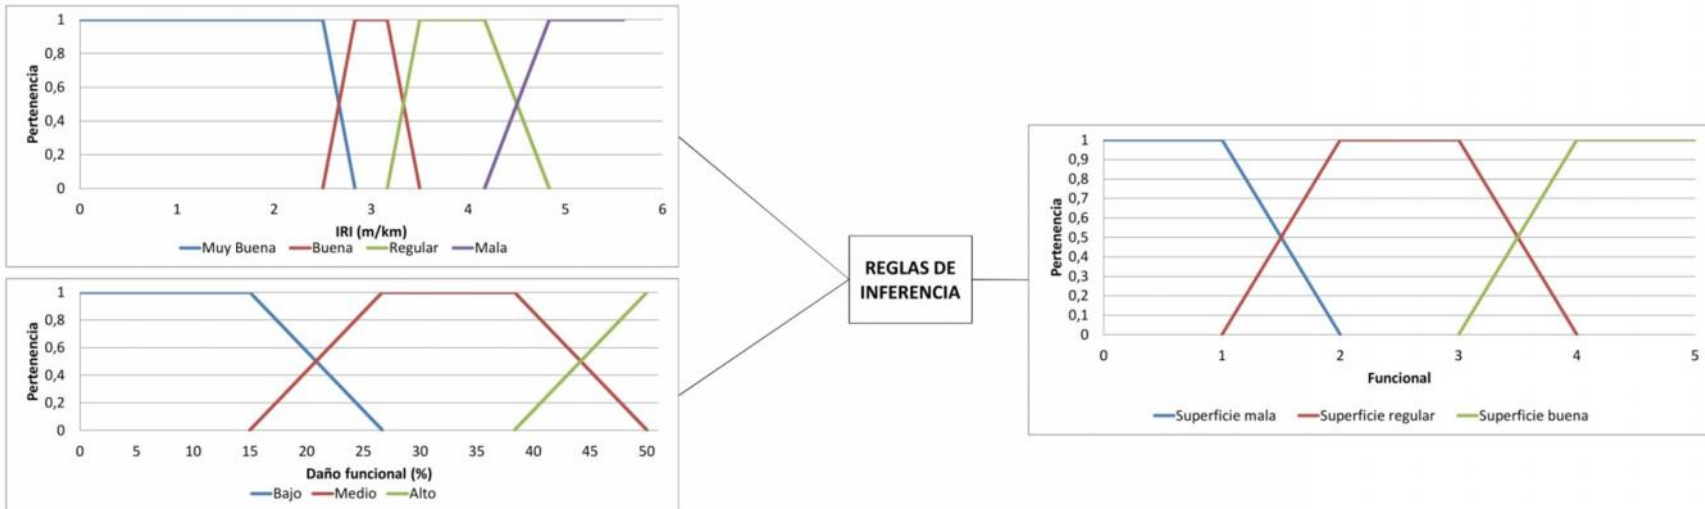 1
0,8
0,6
0,4
0,2
0
Pertenencia
0 1 2 3 4 5 6
IRI (m/km)
Muy Buena Buena Regular Mala
1
0,8
0,6
0,4
0,2
0
Pertenencia
0 5 10 15 20 25 30 35 40 45 50
Daño funcional (%)
Bajo Medio Alto
REGLAS DE
INFERENCIA
1
0,9
0,8
0,7
0,6
0,5
0,4
0,3
0,2
0,1
0
Pertenencia
0 1 2 3 4 5
Funcional
Superficie mala Superficie regular Superficie buena